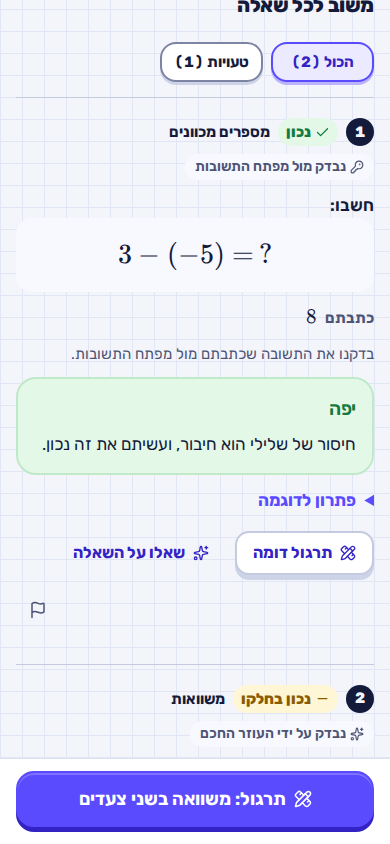 משוב לכל שאלה
הכול (2) טעויות (1)
1 נכון מספרים מכוונים
נבדק מול מפתח התשובות
חשבו:
3 − (−5) = ?
כתבתם 8
בדקנו את התשובה שכתבתם מול מפתח התשובות.
יפה
חיסור של שלילי הוא חיבור, ועשיתם את זה נכון.
פתרון לדוגמה
תרגול דומה שאלו על השאלה
2 נכון בחלקו משוואות
נבדק על ידי העוזר החכם
תרגול: משוואה בשני צעדים